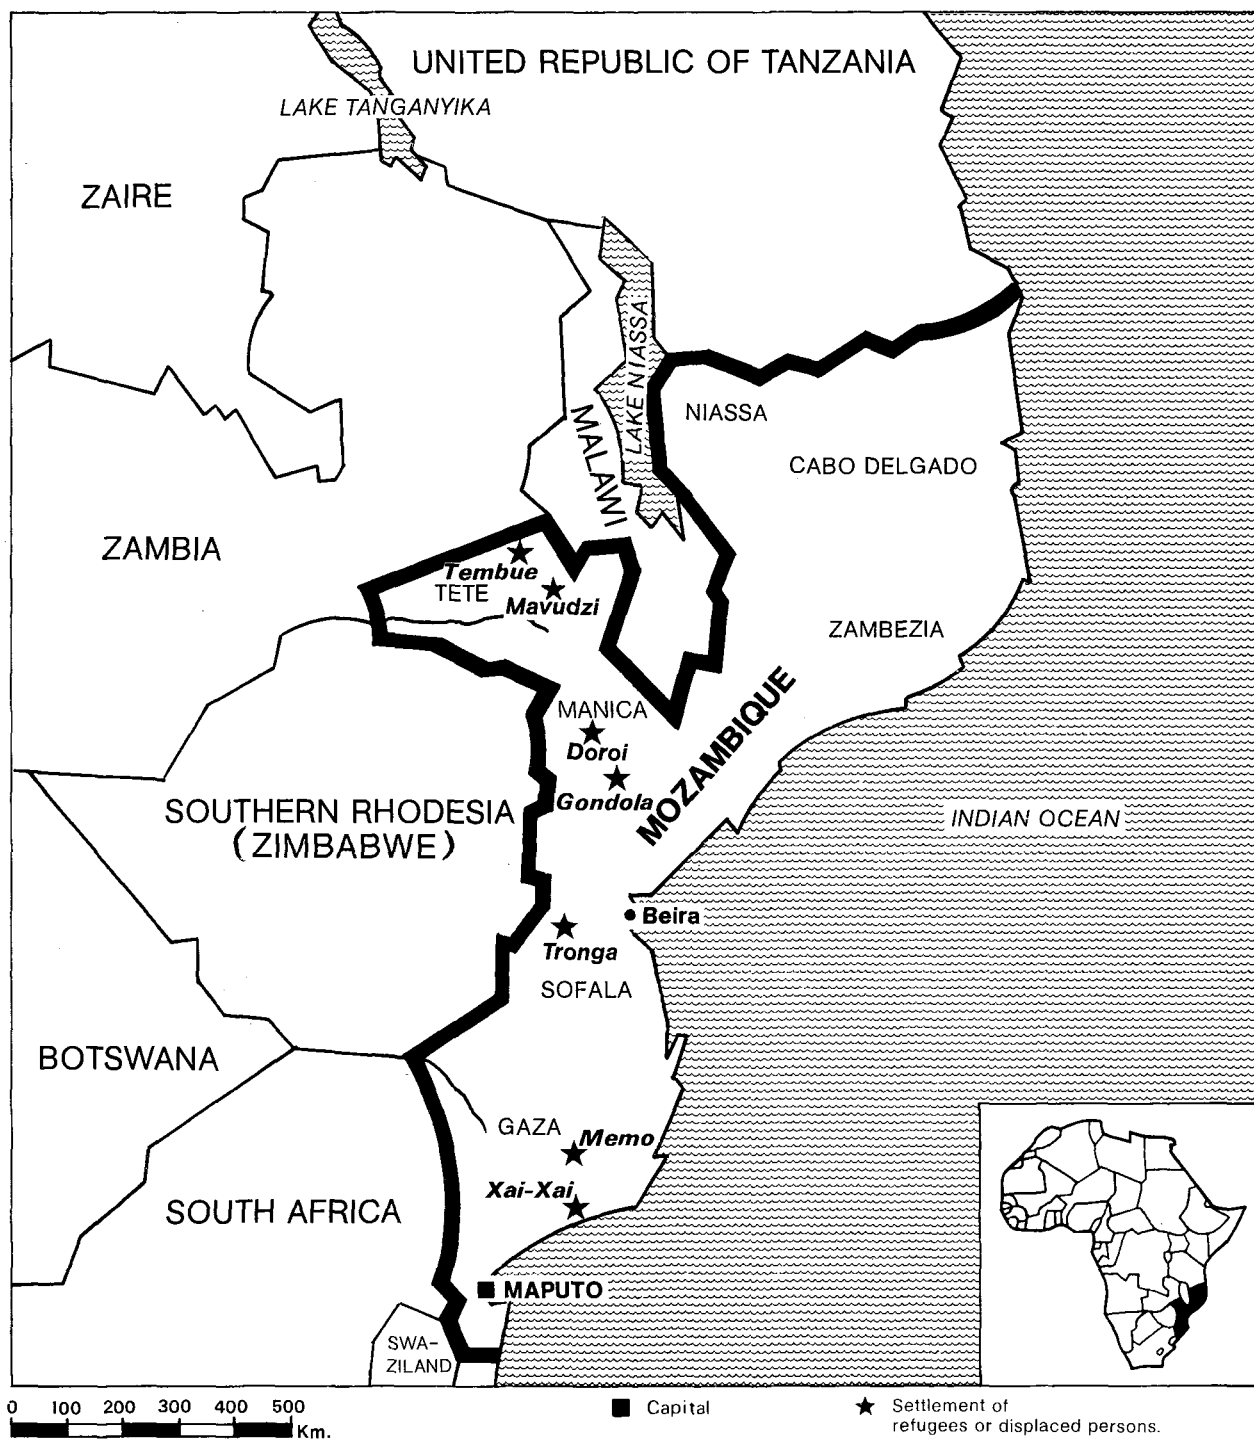 UNITED REPUBLIC OF TANZANIA
LAKE TANGANYIKA
ZAIRE
LAKE NIASSA
NIASSA
MALAWI
CABO DELGADO
ZAMBIA
Tembue
TETE
Mavudzi
ZAMBEZIA
MANICA
Doroi
MOZAMBIQUE
Gondola
SOUTHERN RHODESIA
(ZIMBABWE)
INDIAN OCEAN
Beira
Tronga
SOFALA
BOTSWANA
GAZA
Memo
Xai-Xai
SOUTH AFRICA
MAPUTO
SWA-
ZILAND
0 100 200 300 400 500
Km.
Capital
Settlement of
refugees or displaced persons.